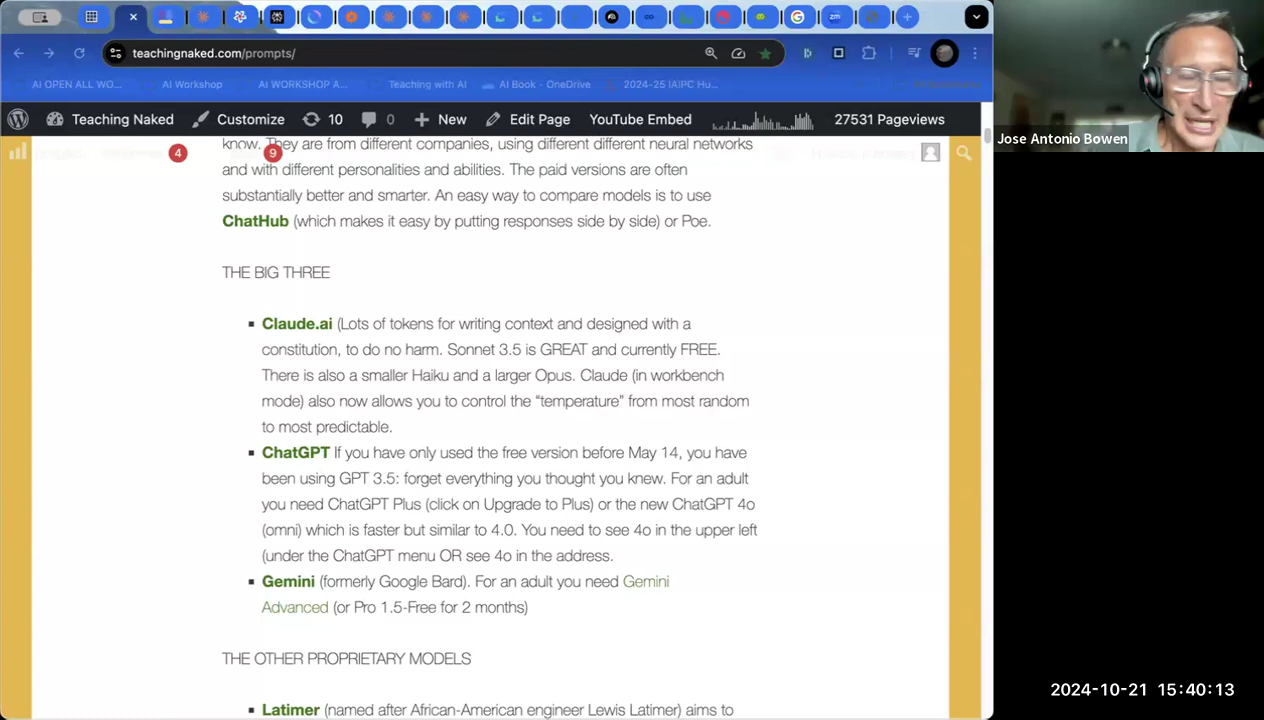 teachingnaked.com/prompts/
AI OPEN ALL WO... AI Workshop AI WORKSHOP A... Teaching with AI AI Book - OneDrive 2024-25 IAIPC Hu...
Teaching Naked Customize 10 0 New Edit Page YouTube Embed 27531 Pageviews
4 9
know. They are from different companies, using different different neural networks
and with different personalities and abilities. The paid versions are often
substantially better and smarter. An easy way to compare models is to use
ChatHub (which makes it easy by putting responses side by side) or Poe.
THE BIG THREE
Claude.ai (Lots of tokens for writing context and designed with a
constitution, to do no harm. Sonnet 3.5 is GREAT and currently FREE.
There is also a smaller Haiku and a larger Opus. Claude (in workbench
mode) also now allows you to control the “temperature” from most random
to most predictable.
ChatGPT If you have only used the free version before May 14, you have
been using GPT 3.5: forget everything you thought you knew. For an adult
you need ChatGPT Plus (click on Upgrade to Plus) or the new ChatGPT 4o
(omni) which is faster but similar to 4.0. You need to see 4o in the upper left
(under the ChatGPT menu OR see 4o in the address.
Gemini (formerly Google Bard). For an adult you need Gemini
Advanced (or Pro 1.5-Free for 2 months)
THE OTHER PROPRIETARY MODELS
Latimer (named after African-American engineer Lewis Latimer) aims to
Jose Antonio Bowen
2024-10-21 15:40:13